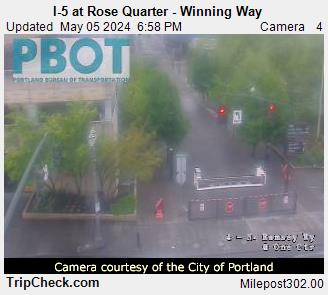 I-5 at Rose Quarter - Winning Way
Updated May 05 2024 6:58 PM Camera 4
PBOT
PORTLAND BUREAU OF TRANSPORTATION
Camera courtesy of the City of Portland
TripCheck.com Milepost302.00